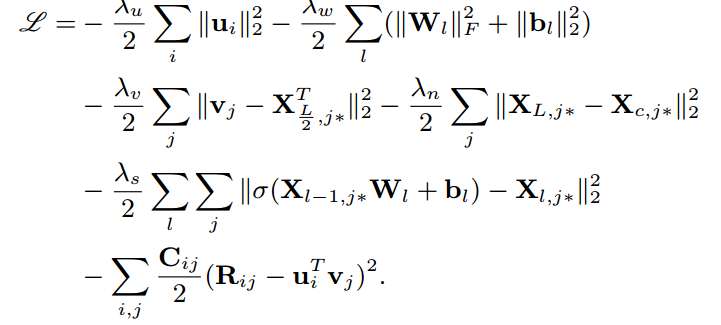 ℒ = − λ_u/2 ∑_i ‖u_i‖_2^2 − λ_w/2 ∑_l (‖W_l‖_F^2 + ‖b_l‖_2^2)
− λ_v/2 ∑_j ‖v_j − X_{L/2,j*}^T‖_2^2 − λ_n/2 ∑_j ‖X_{L,j*} − X_{c,j*}‖_2^2
− λ_s/2 ∑_l ∑_j ‖σ(X_{l−1,j*} W_l + b_l) − X_{l,j*}‖_2^2
− ∑_{i,j} C_{ij}/2 (R_{ij} − u_i^T v_j)^2.